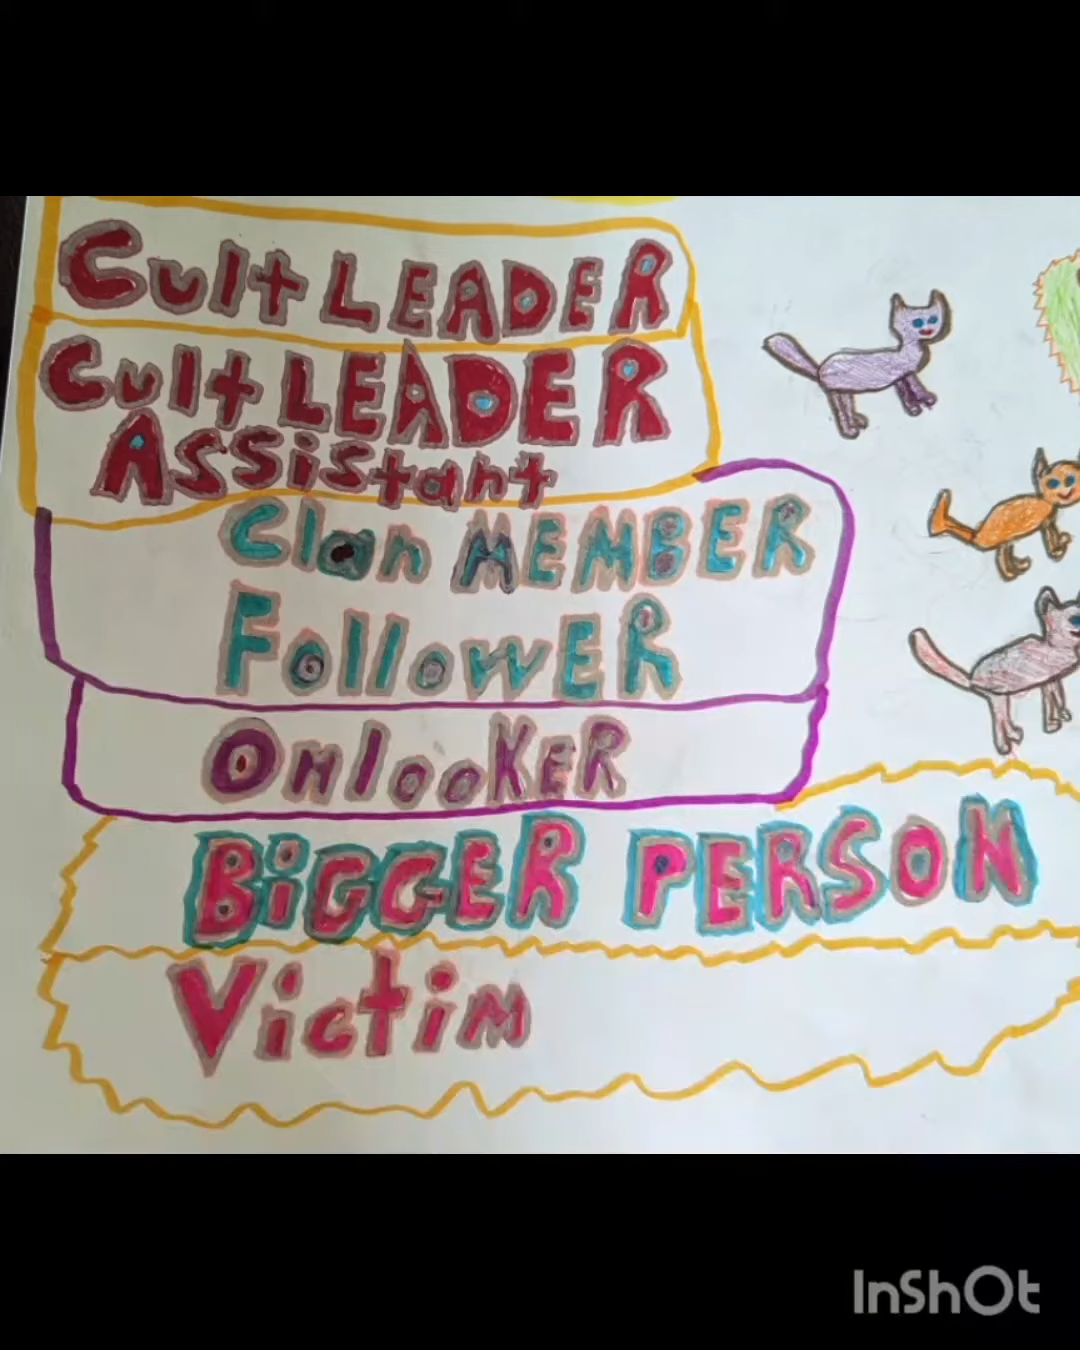 Cult LEADER
Cult LEADER
Assistant
Clan MEMBER
FollowER
OnlooKER
BiGGER PERSON
Victim
InShOt